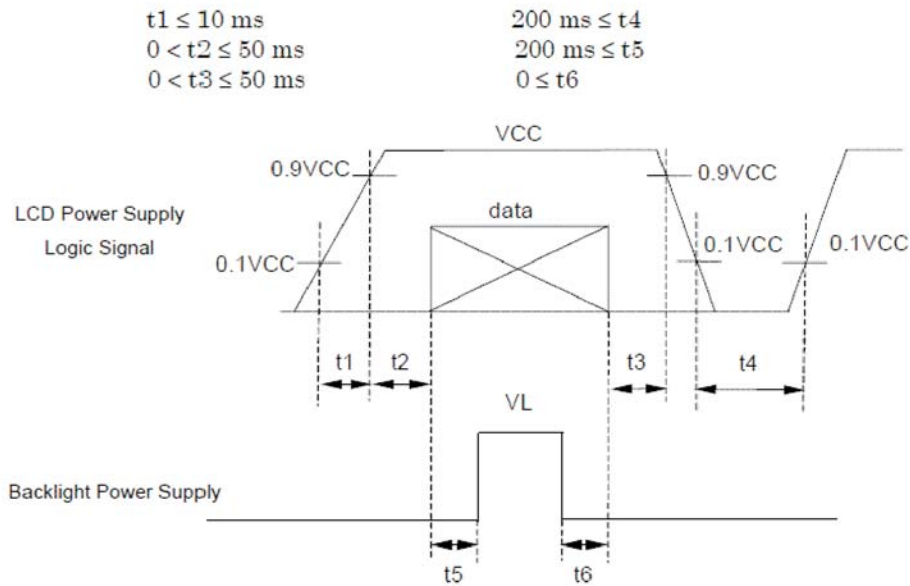 t1 ≤ 10 ms
200 ms ≤ t4
0 < t2 ≤ 50 ms
200 ms ≤ t5
0 < t3 ≤ 50 ms
0 ≤ t6
VCC
0.9VCC
0.9VCC
LCD Power Supply
Logic Signal
data
0.1VCC
0.1VCC
0.1VCC
t1
t2
t3
t4
VL
Backlight Power Supply
t5
t6